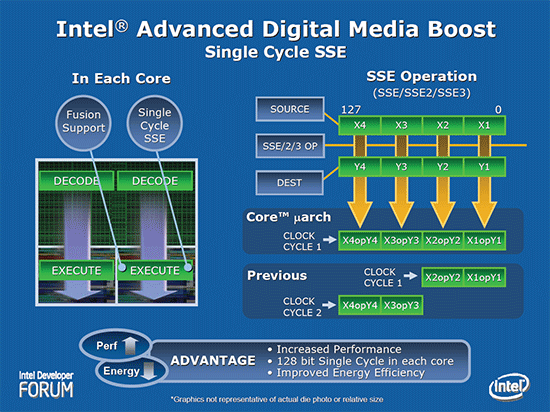 Intel® Advanced Digital Media Boost
Single Cycle SSE
In Each Core
Fusion
Support
Single
Cycle
SSE
DECODE
DECODE
EXECUTE
EXECUTE
SSE Operation
(SSE/SSE2/SSE3)
127
0
SOURCE
X4
X3
X2
X1
SSE/2/3 OP
DEST
Y4
Y3
Y2
Y1
Core™ µarch
CLOCK
CYCLE 1
X4opY4
X3opY3
X2opY2
X1opY1
Previous
CLOCK
CYCLE 1
X2opY2
X1opY1
CLOCK
CYCLE 2
X4opY4
X3opY3
Perf
Energy
ADVANTAGE
• Increased Performance
• 128 bit Single Cycle in each core
• Improved Energy Efficiency
Intel Developer
FORUM
*Graphics not representative of actual die photo or relative size
intel